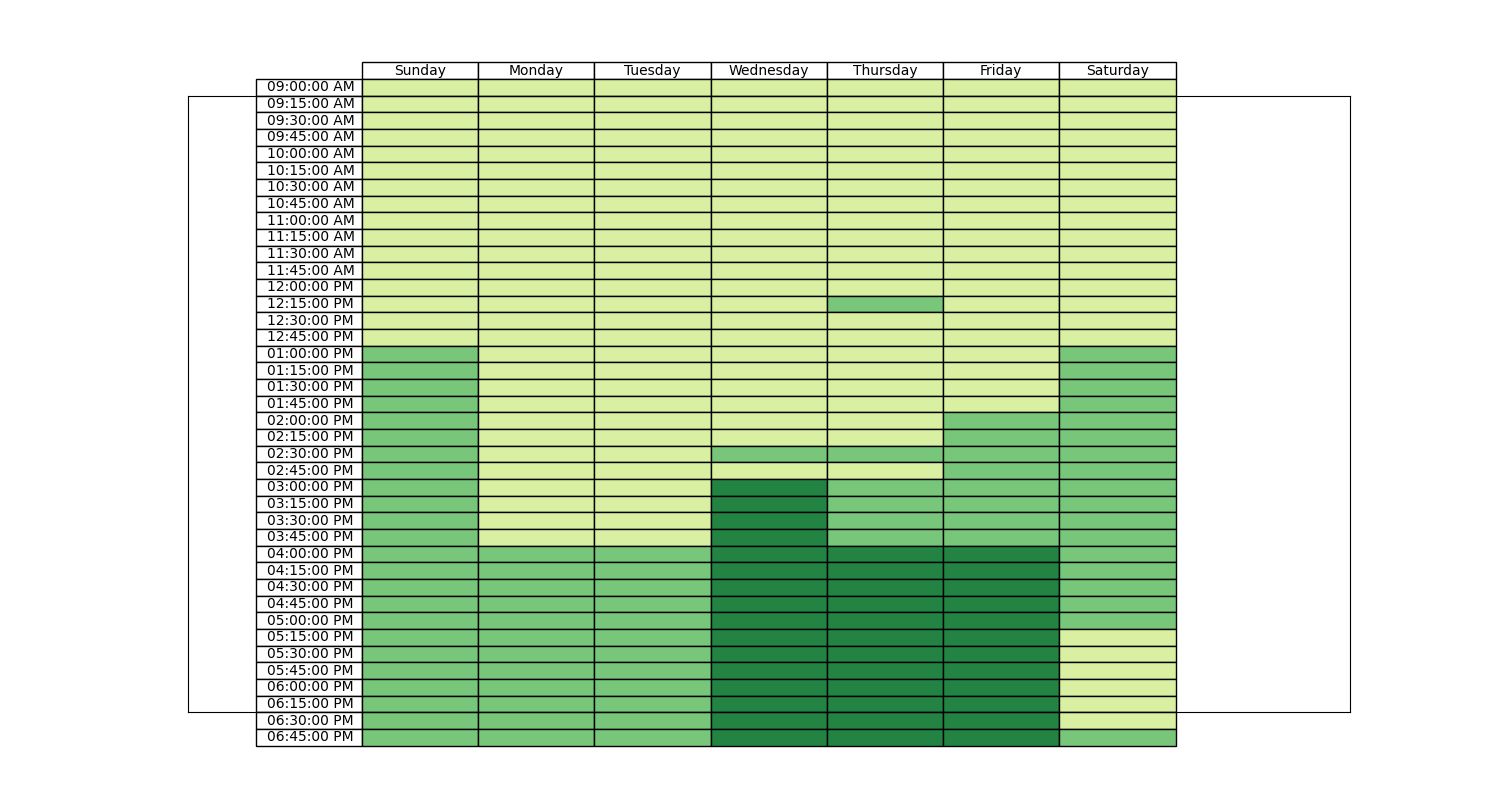 Sunday Monday Tuesday Wednesday Thursday Friday Saturday
09:00:00 AM
09:15:00 AM
09:30:00 AM
09:45:00 AM
10:00:00 AM
10:15:00 AM
10:30:00 AM
10:45:00 AM
11:00:00 AM
11:15:00 AM
11:30:00 AM
11:45:00 AM
12:00:00 PM
12:15:00 PM
12:30:00 PM
12:45:00 PM
01:00:00 PM
01:15:00 PM
01:30:00 PM
01:45:00 PM
02:00:00 PM
02:15:00 PM
02:30:00 PM
02:45:00 PM
03:00:00 PM
03:15:00 PM
03:30:00 PM
03:45:00 PM
04:00:00 PM
04:15:00 PM
04:30:00 PM
04:45:00 PM
05:00:00 PM
05:15:00 PM
05:30:00 PM
05:45:00 PM
06:00:00 PM
06:15:00 PM
06:30:00 PM
06:45:00 PM